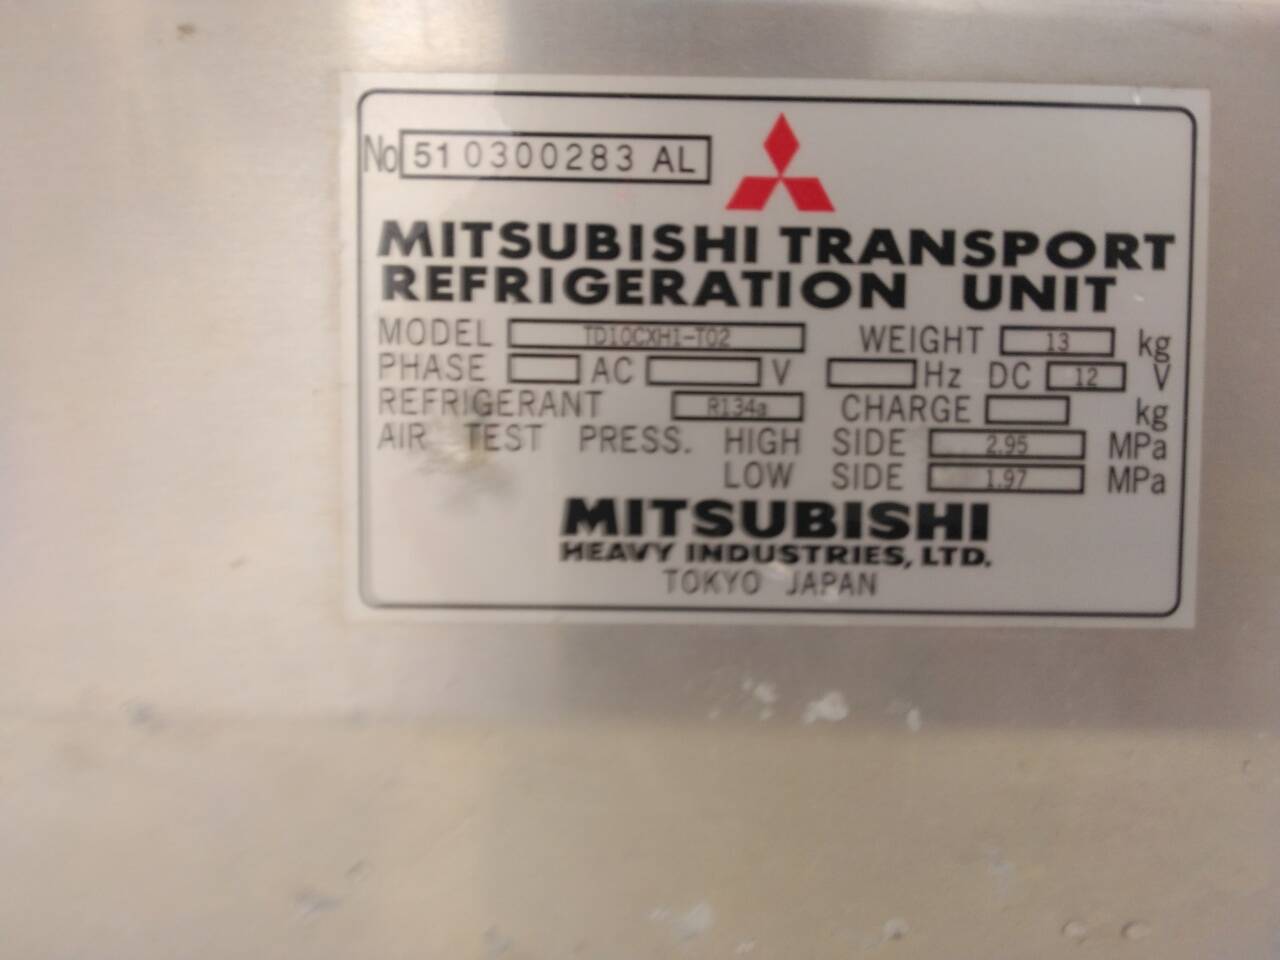 No 510300283 AL
MITSUBISHI TRANSPORT
REFRIGERATION UNIT
MODEL TD10CXH1-T02 WEIGHT 13 kg
PHASE AC V Hz DC 12 V
REFRIGERANT R134a CHARGE kg
AIR TEST PRESS. HIGH SIDE 2.95 MPa
LOW SIDE 1.97 MPa
MITSUBISHI
HEAVY INDUSTRIES, LTD.
TOKYO JAPAN